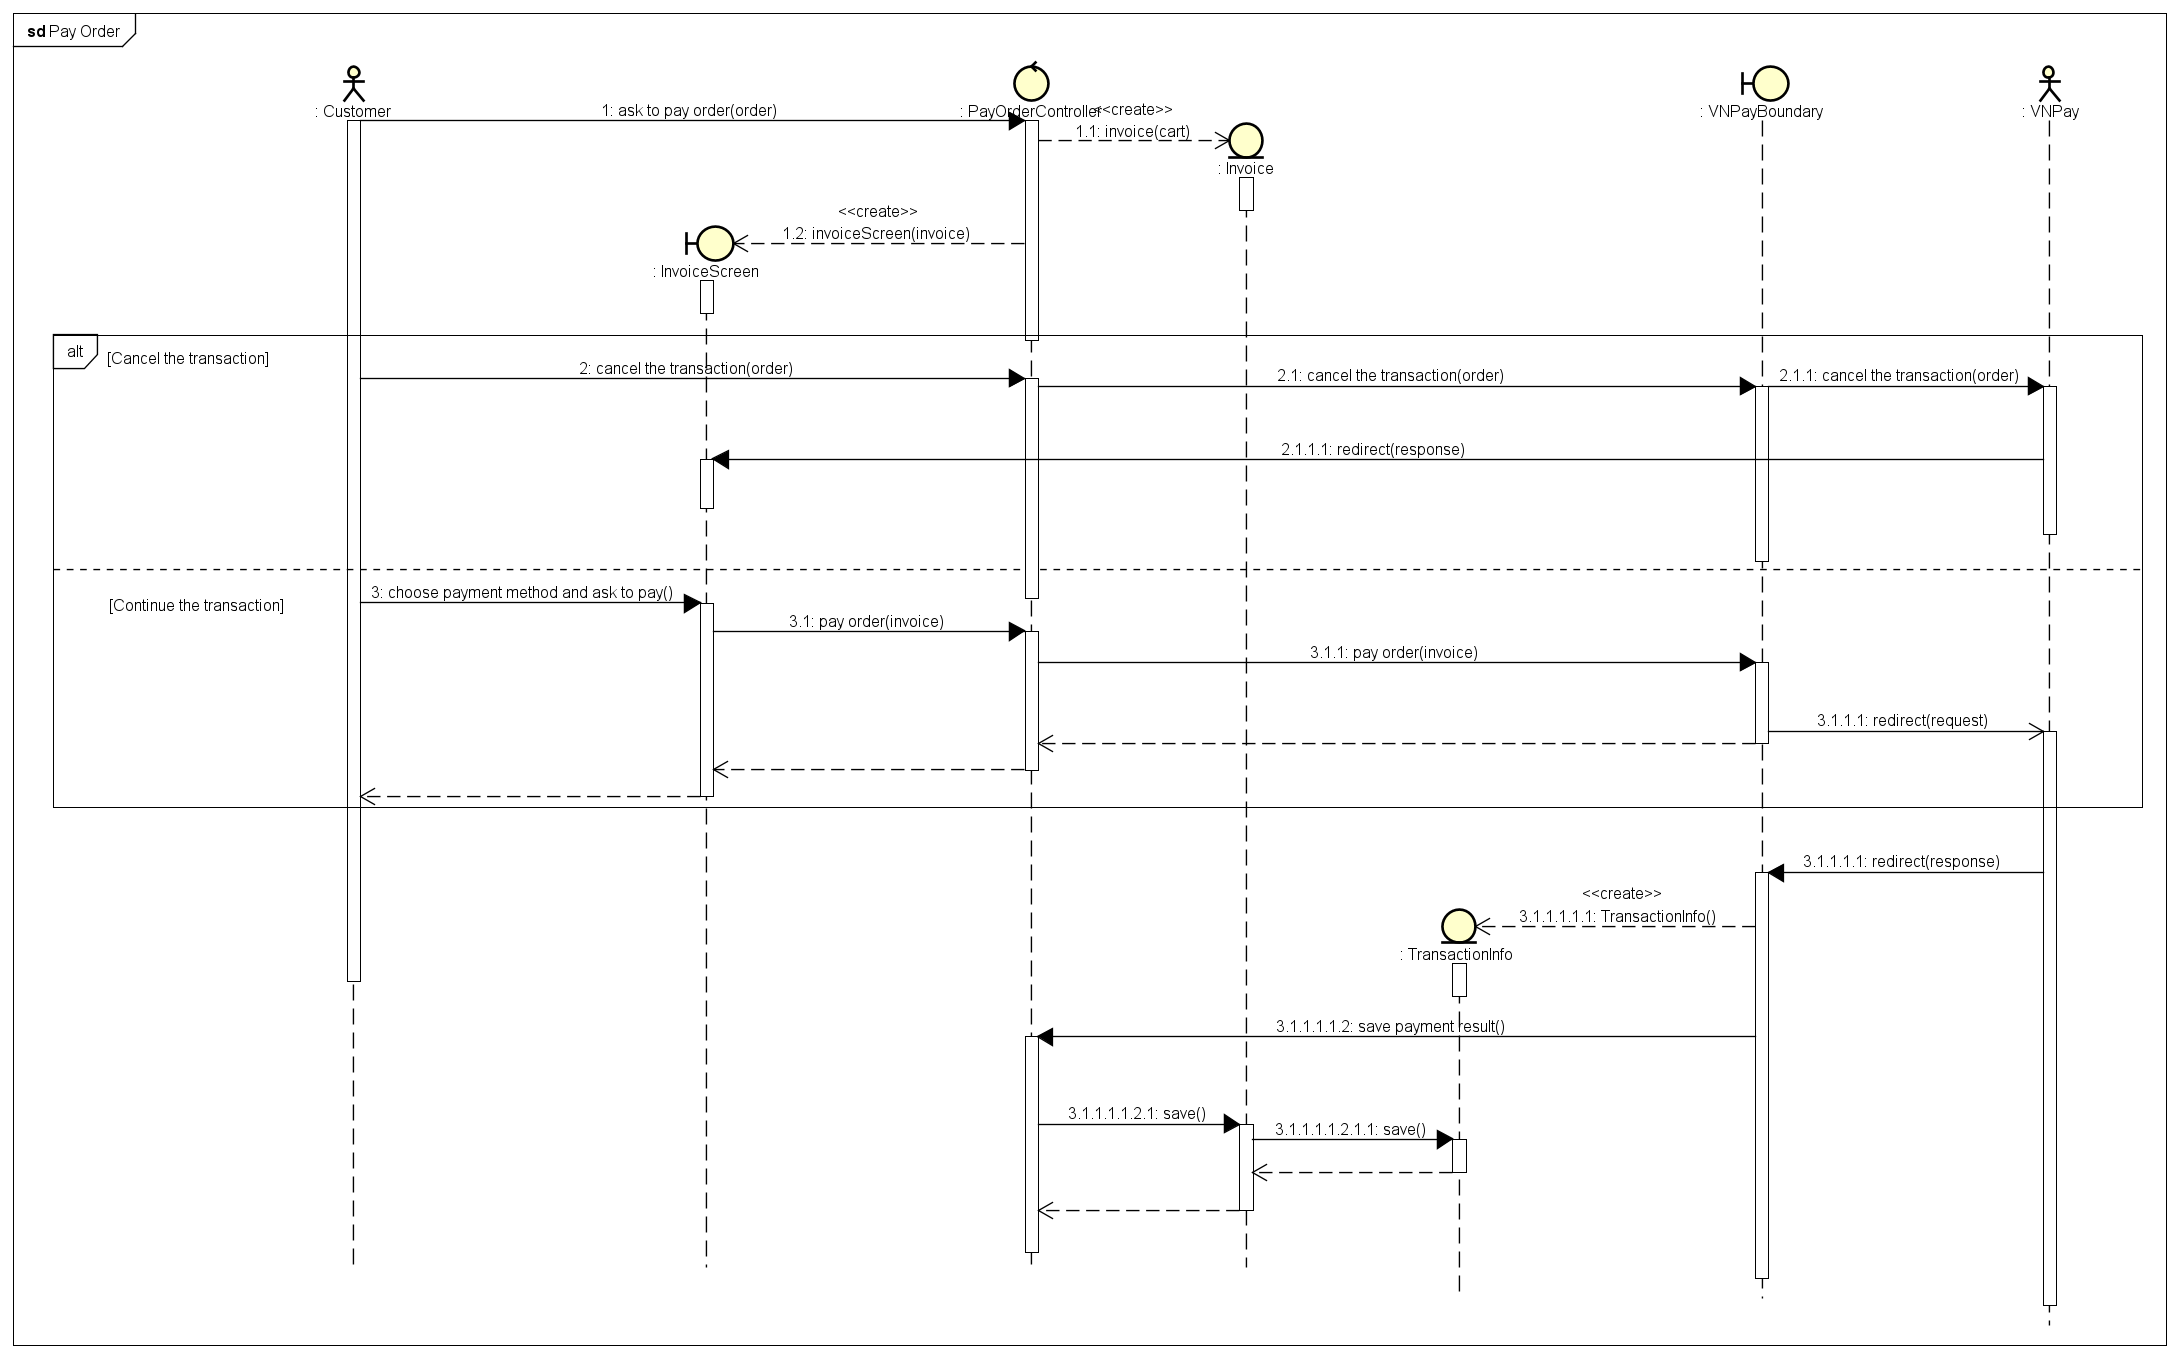 sd Pay Order
: Customer
: PayOrderController
: VNPayBoundary
: VNPay
1: ask to pay order(order)
<<create>>
1.1: invoice(cart)
: Invoice
<<create>>
1.2: invoiceScreen(invoice)
: InvoiceScreen
alt
[Cancel the transaction]
2: cancel the transaction(order)
2.1: cancel the transaction(order)
2.1.1: cancel the transaction(order)
2.1.1.1: redirect(response)
[Continue the transaction]
3: choose payment method and ask to pay()
3.1: pay order(invoice)
3.1.1: pay order(invoice)
3.1.1.1: redirect(request)
3.1.1.1.1: redirect(response)
<<create>>
3.1.1.1.1.1: TransactionInfo()
: TransactionInfo
3.1.1.1.1.2: save payment result()
3.1.1.1.1.2.1: save()
3.1.1.1.1.2.1.1: save()